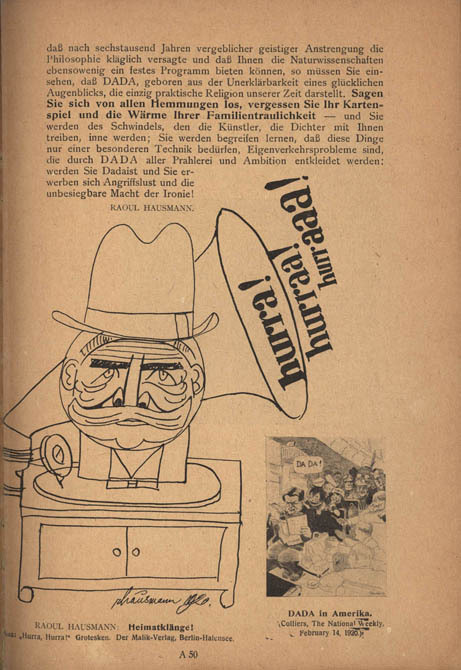 daß nach sechstausend Jahren vergeblicher geistiger Anstrengung die
Philosophie kläglich versagte und daß Ihnen die Naturwissenschaften
ebensowenig ein festes Programm bieten können, so müssen Sie ein-
sehen, daß DADA, geboren aus der Unerklärbarkeit eines glücklichen
Augenblicks, die einzig praktische Religion unserer Zeit darstellt. Sagen
Sie sich von allen Hemmungen los, vergessen Sie Ihr Karten-
spiel und die Wärme Ihrer Familientraulichkeit — und Sie
werden des Schwindels, den die Künstler, die Dichter mit Ihnen
treiben, inne werden; Sie werden begreifen lernen, daß diese Dinge
nur einer besonderen Technik bedürfen, Eigenverkehrsprobleme sind,
die durch DADA aller Prahlerei und Ambition entkleidet werden:
werden Sie Dadaist und Sie er-
werben sich Angriffslust und die
unbesiegbare Macht der Ironie!
RAOUL HAUSMANN.
hurra!
hurraa!
hurraaa!
DADA!
Hausmann 1920.
RAOUL HAUSMANN: Heimatklänge!
„Hurra, Hurra!" Grotesken. Der Malik-Verlag, Berlin-Halensee.
DADA in Amerika.
(Colliers, The National Weekly,
February 14, 1920.)
A 50